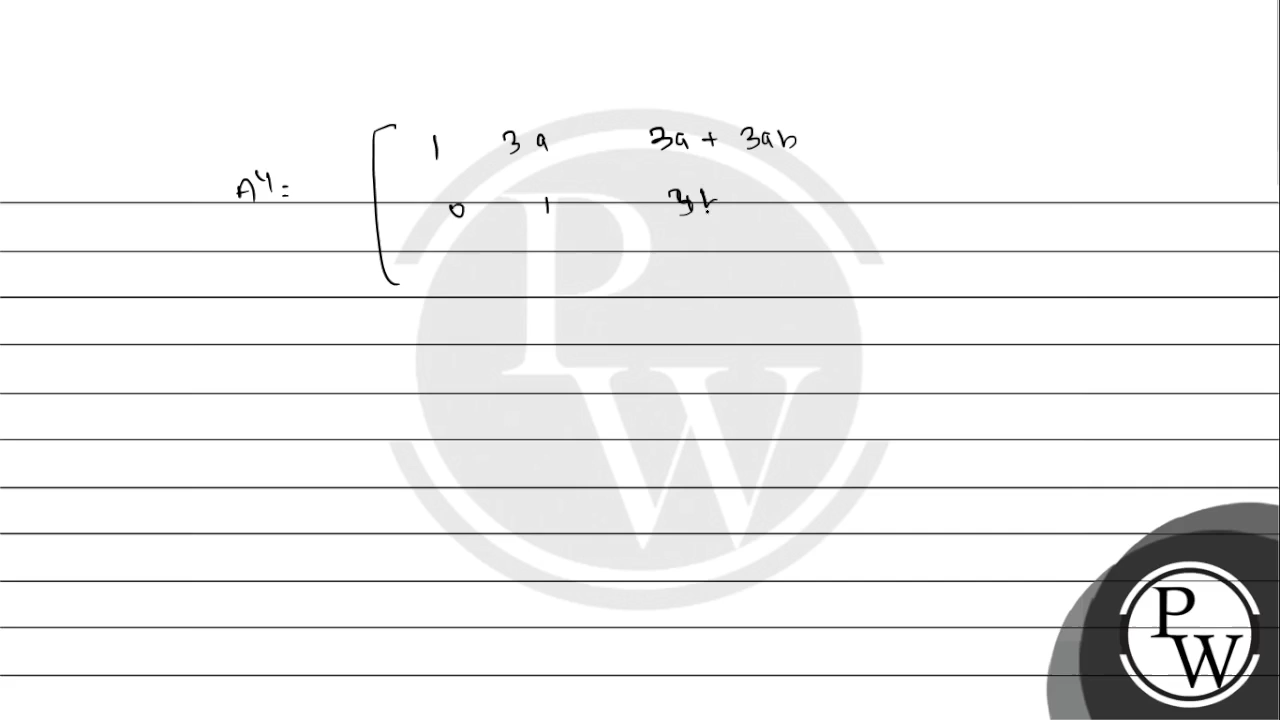 A⁴ = [ 1 3a 3a + 3ab
0 1 3b
P
W
P
W